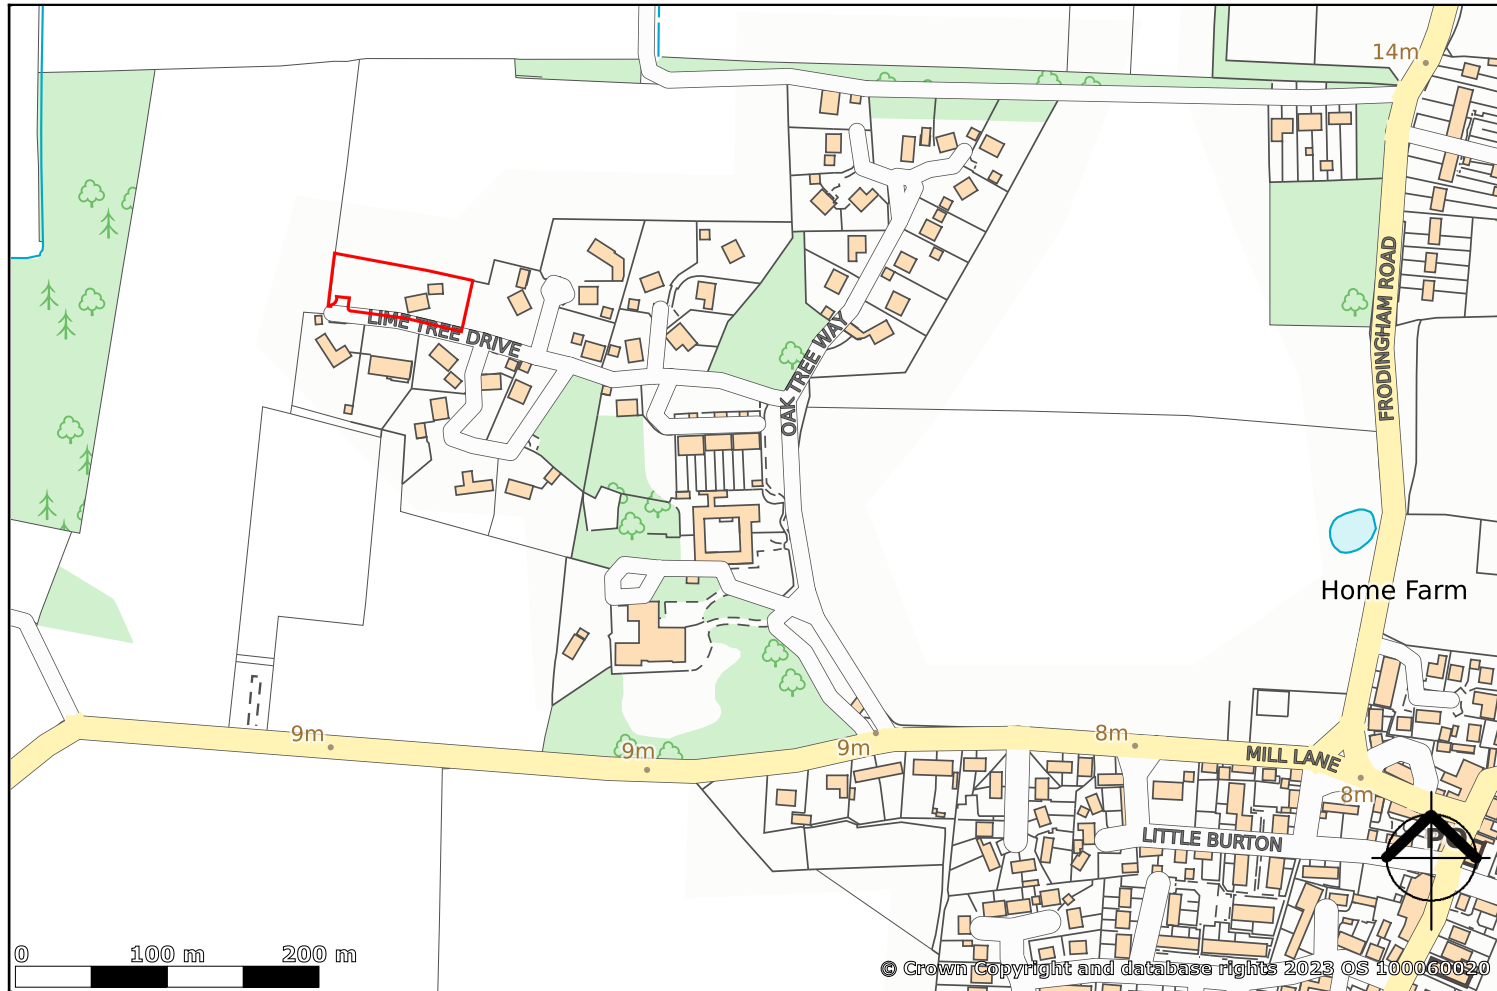 14m
FRODINGHAM ROAD
LIME TREE DRIVE
OAK TREE WAY
Home Farm
9m
9m
9m
8m
MILL LANE
8m
LITTLE BURTON
PO
0 100 m 200 m
© Crown Copyright and database rights 2023 OS 100060020